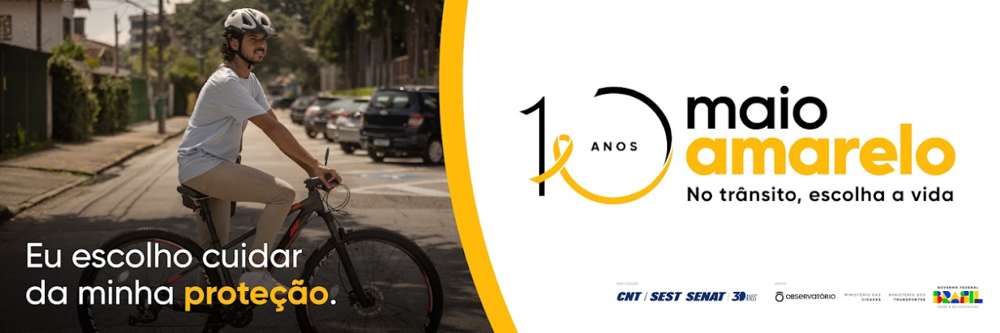 Eu escolho cuidar
da minha proteção.
10
ANOS
maio
amarelo
No trânsito, escolha a vida
REALIZAÇÃO
CNT / SEST SENAT / 30 ANOS
APOIO
OBSERVATÓRIO
MINISTÉRIO DAS
CIDADES
MINISTÉRIO DOS
TRANSPORTES
GOVERNO FEDERAL
BRASIL
UNIÃO E RECONSTRUÇÃO